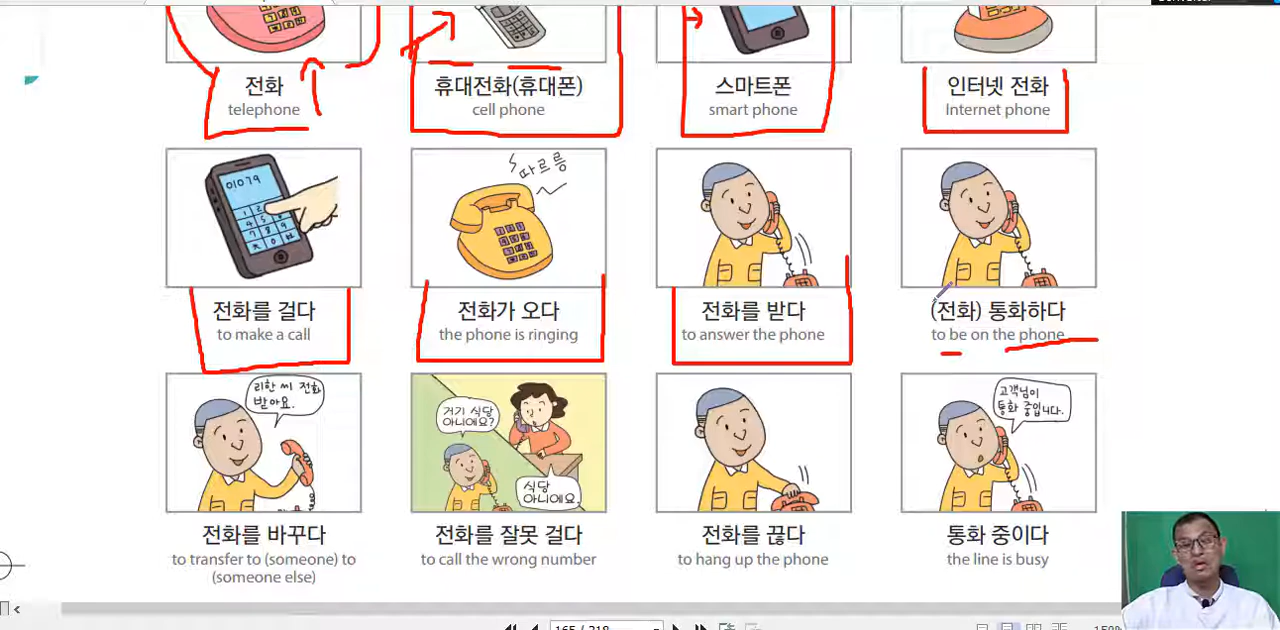 전화
telephone
휴대전화(휴대폰)
cell phone
스마트폰
smart phone
인터넷 전화
Internet phone
01079
따르릉
전화를 걸다
to make a call
전화가 오다
the phone is ringing
전화를 받다
to answer the phone
(전화) 통화하다
to be on the phone
리한 씨 전화
받아요.
거기 식당
아니에요?
식당
아니에요.
고객님이
통화 중입니다.
전화를 바꾸다
to transfer to (someone) to
(someone else)
전화를 잘못 걸다
to call the wrong number
전화를 끊다
to hang up the phone
통화 중이다
the line is busy
165 / 218